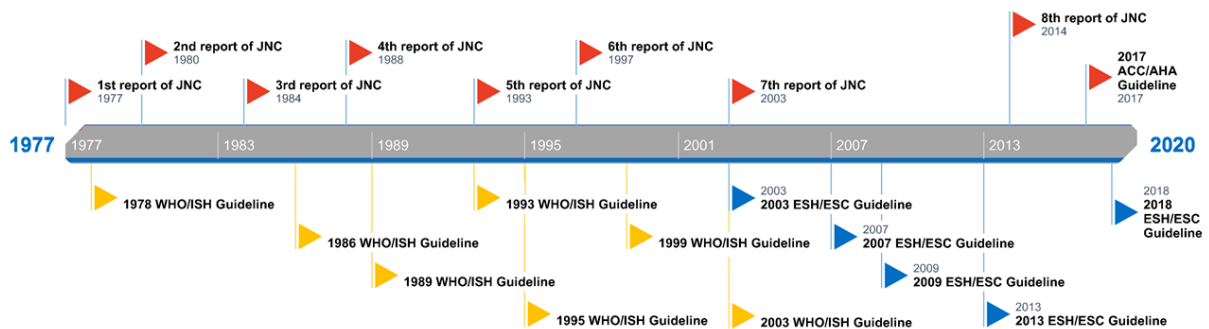 8th report of JNC
2014
2nd report of JNC
1980
4th report of JNC
1988
6th report of JNC
1997
2017
ACC/AHA
Guideline
2017
1st report of JNC
1977
3rd report of JNC
1984
5th report of JNC
1993
7th report of JNC
2003
1977
1977
1983
1989
1995
2001
2007
2013
2020
1978 WHO/ISH Guideline
1993 WHO/ISH Guideline
2003
2003 ESH/ESC Guideline
2018
2018
ESH/ESC
Guideline
1986 WHO/ISH Guideline
1999 WHO/ISH Guideline
2007
2007 ESH/ESC Guideline
1989 WHO/ISH Guideline
2009
2009 ESH/ESC Guideline
1995 WHO/ISH Guideline
2003 WHO/ISH Guideline
2013
2013 ESH/ESC Guideline